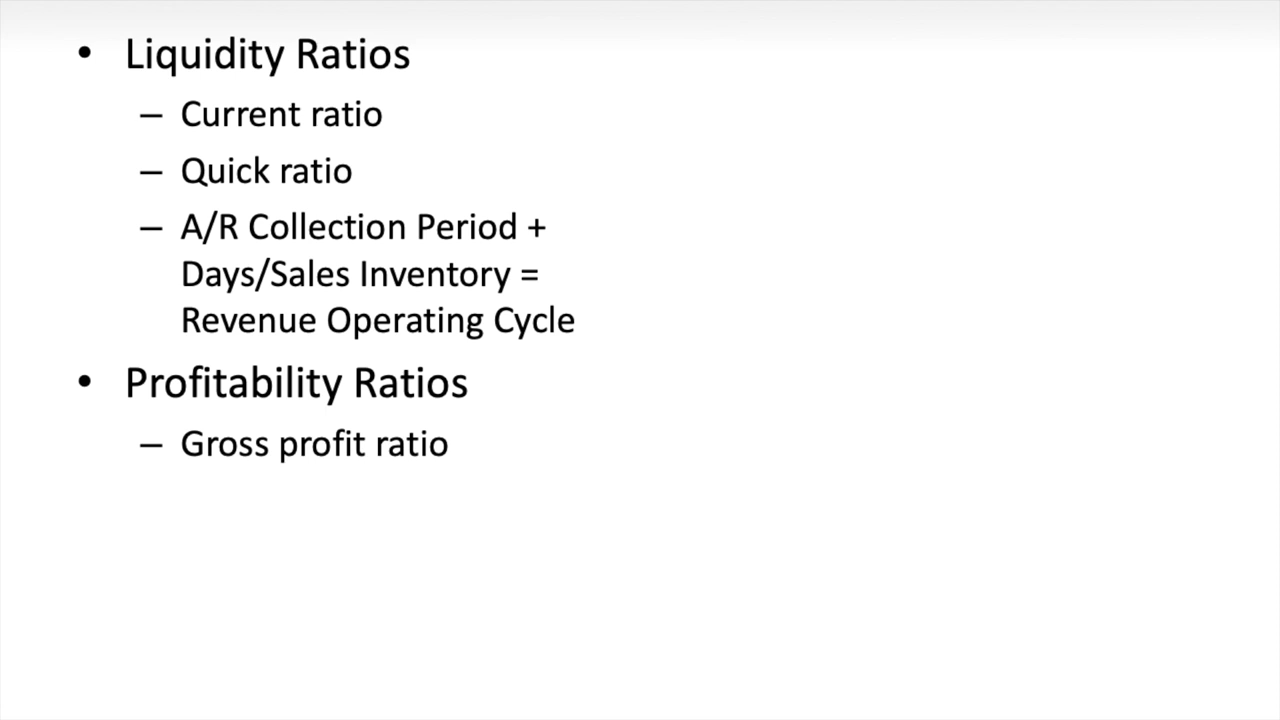 • Liquidity Ratios
– Current ratio
– Quick ratio
– A/R Collection Period +
Days/Sales Inventory =
Revenue Operating Cycle
• Profitability Ratios
– Gross profit ratio